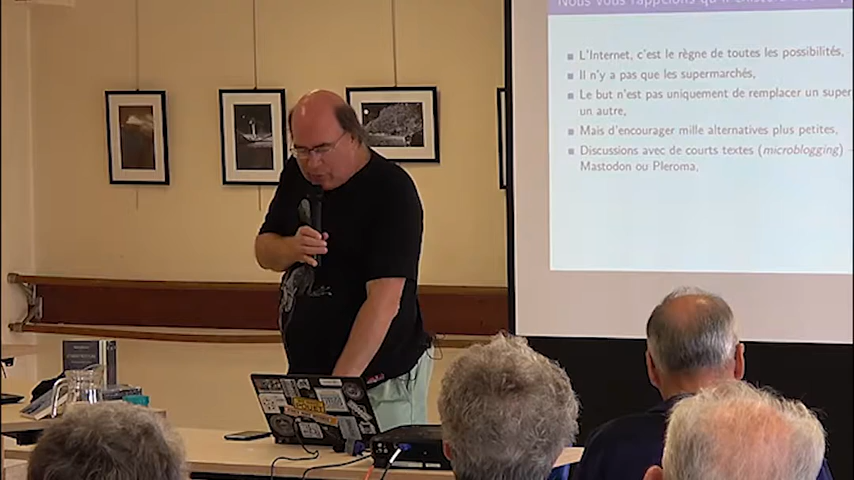 Nous vous rappelons qu'il existe
L'Internet, c'est le règne de toutes les possibilités,
Il n'y a pas que les supermarchés,
Le but n'est pas uniquement de remplacer un super
un autre,
Mais d'encourager mille alternatives plus petites,
Discussions avec de courts textes (microblogging)
Mastodon ou Pleroma,